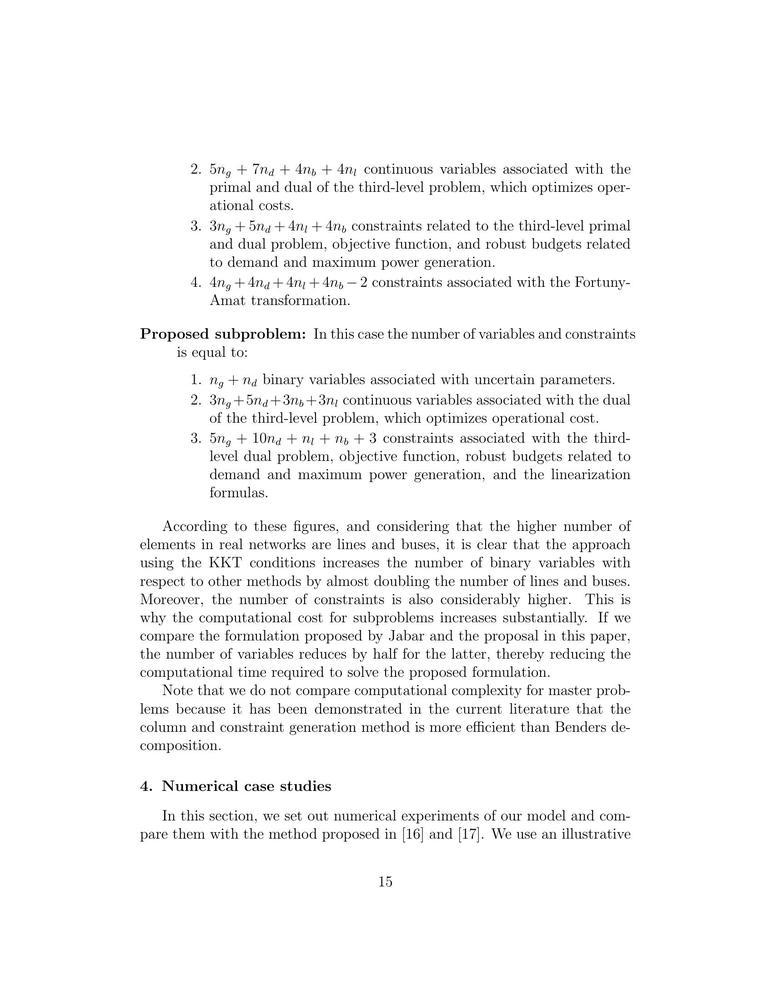 2. 5n_g + 7n_d + 4n_b + 4n_l continuous variables associated with the
primal and dual of the third-level problem, which optimizes oper-
ational costs.
3. 3n_g + 5n_d + 4n_l + 4n_b constraints related to the third-level primal
and dual problem, objective function, and robust budgets related
to demand and maximum power generation.
4. 4n_g + 4n_d + 4n_l + 4n_b − 2 constraints associated with the Fortuny-
Amat transformation.
Proposed subproblem: In this case the number of variables and constraints
is equal to:
1. n_g + n_d binary variables associated with uncertain parameters.
2. 3n_g + 5n_d + 3n_b + 3n_l continuous variables associated with the dual
of the third-level problem, which optimizes operational cost.
3. 5n_g + 10n_d + n_l + n_b + 3 constraints associated with the third-
level dual problem, objective function, robust budgets related to
demand and maximum power generation, and the linearization
formulas.
According to these figures, and considering that the higher number of
elements in real networks are lines and buses, it is clear that the approach
using the KKT conditions increases the number of binary variables with
respect to other methods by almost doubling the number of lines and buses.
Moreover, the number of constraints is also considerably higher. This is
why the computational cost for subproblems increases substantially. If we
compare the formulation proposed by Jabar and the proposal in this paper,
the number of variables reduces by half for the latter, thereby reducing the
computational time required to solve the proposed formulation.
Note that we do not compare computational complexity for master prob-
lems because it has been demonstrated in the current literature that the
column and constraint generation method is more efficient than Benders de-
composition.
4. Numerical case studies
In this section, we set out numerical experiments of our model and com-
pare them with the method proposed in [16] and [17]. We use an illustrative
15